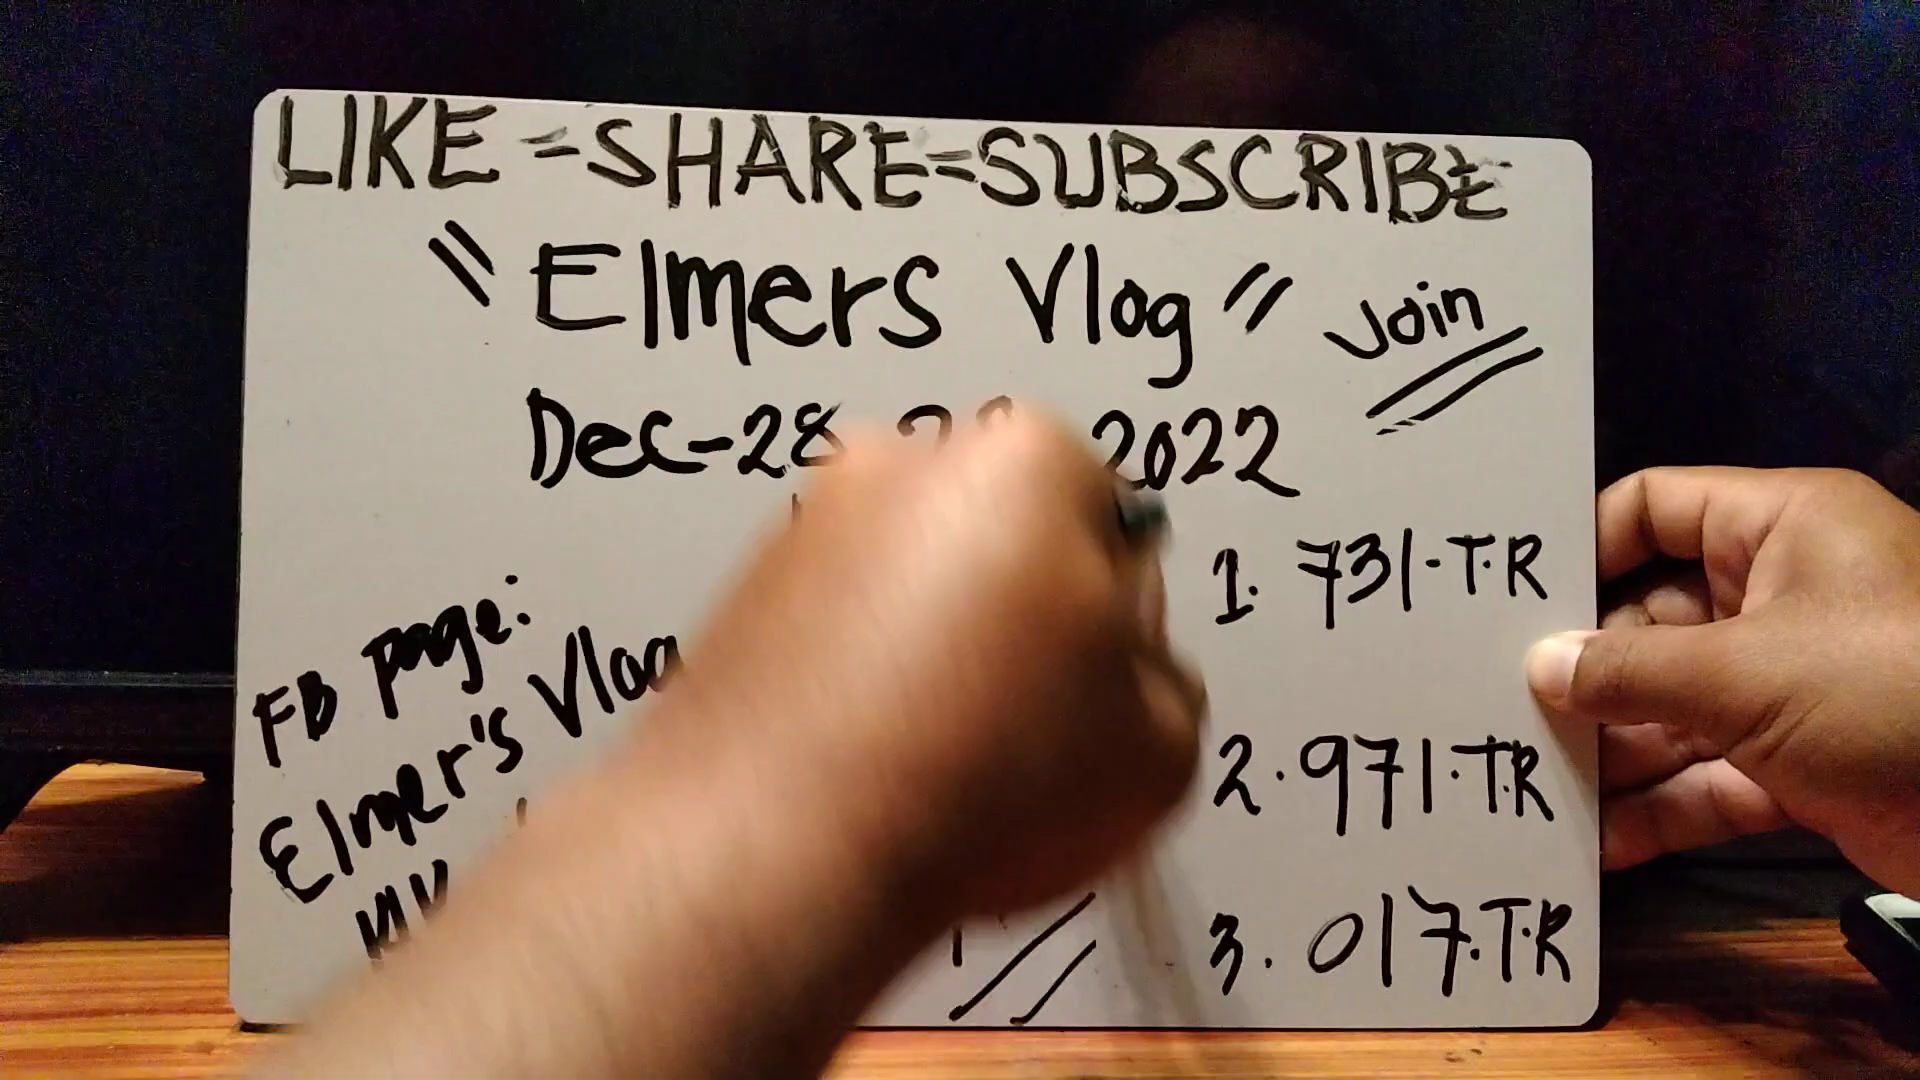 LIKE = SHARE = SUBSCRIBE
"Elmers Vlog"
Join
Dec-28 2022
FB page:
Elmer's Vlog
1. 731-T.R
2. 971.T.R
3. 017.T.R